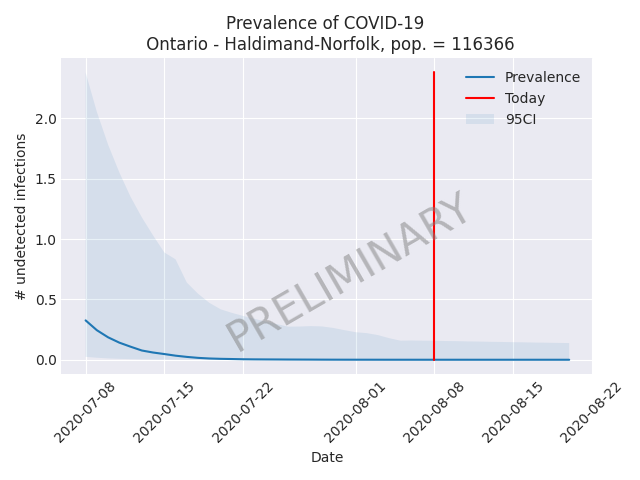 Prevalence of COVID-19
Ontario - Haldimand-Norfolk, pop. = 116366
Prevalence
Today
95CI
# undetected infections
2.0
1.5
1.0
0.5
0.0
PRELIMINARY
2020-07-08
2020-07-15
2020-07-22
2020-08-01
2020-08-08
2020-08-15
2020-08-22
Date